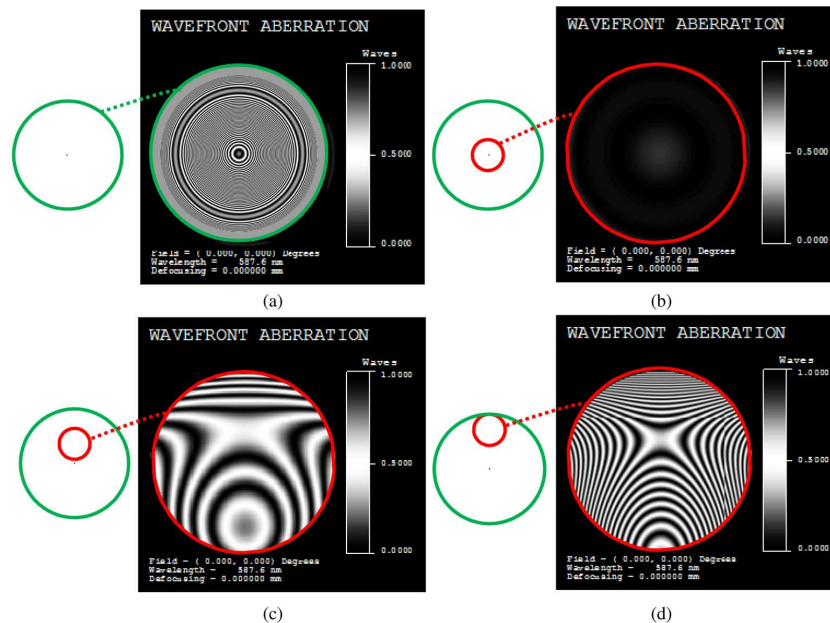 WAVEFRONT ABERRATION
Waves
1.0000
0.5000
0.0000
Field = ( 0.000, 0.000) Degrees
Wavelength = 587.6 nm
Defocusing = 0.000000 mm
(a)
WAVEFRONT ABERRATION
Waves
1.0000
0.5000
0.0000
Field = ( 0.000, 0.000) Degrees
Wavelength = 587.6 nm
Defocusing = 0.000000 mm
(b)
WAVEFRONT ABERRATION
Waves
1.0000
0.5000
0.0000
Field - ( 0.000, 0.000) Degrees
Wavelength - 587.6 nm
Defocusing - 0.000000 mm
(c)
WAVEFRONT ABERRATION
Waves
1.0000
0.5000
0.0000
Field - ( 0.000, 0.000) Degrees
Wavelength - 587.6 nm
Defocusing - 0.000000 mm
(d)